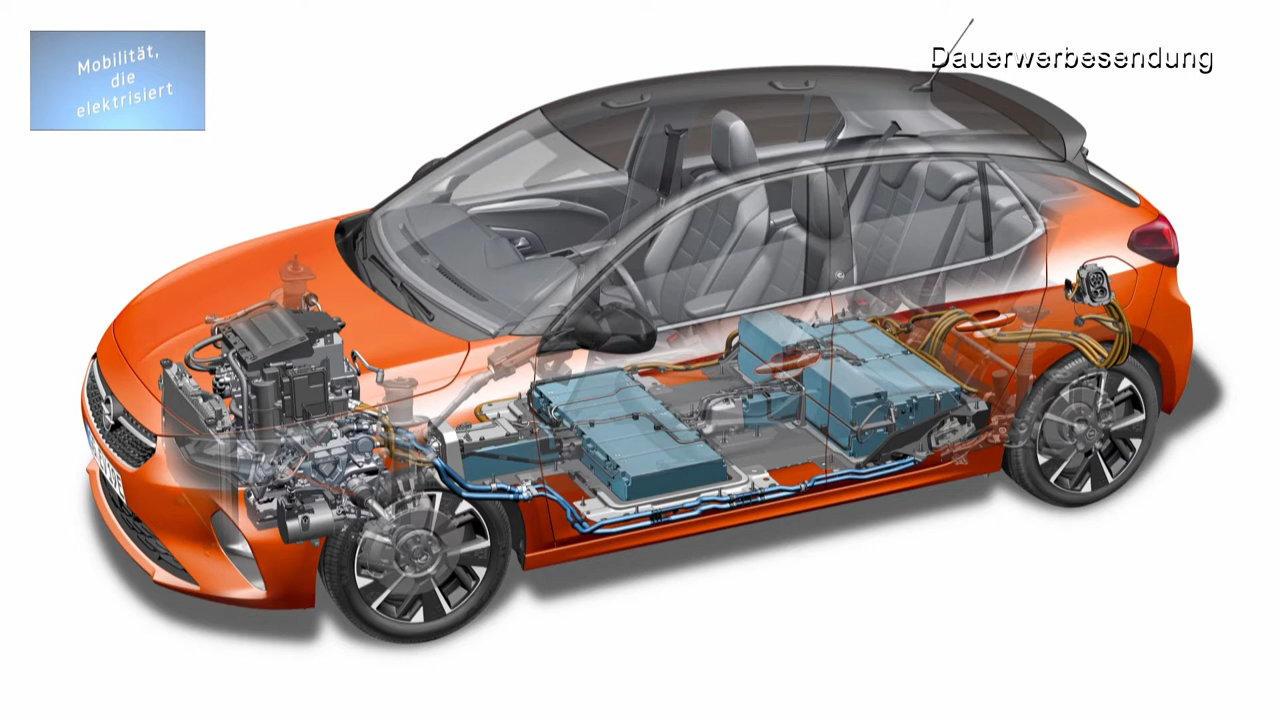 Mobilität,
die
elektrisiert
Dauerwerbesendung